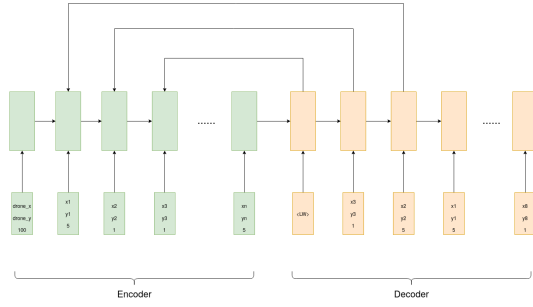 ......
......
drone_x
drone_y
100
x1
y1
5
x2
y2
1
x3
y3
1
xn
yn
5
x3
y3
1
x2
y2
5
x1
y1
5
x6
y6
1
Encoder
Decoder